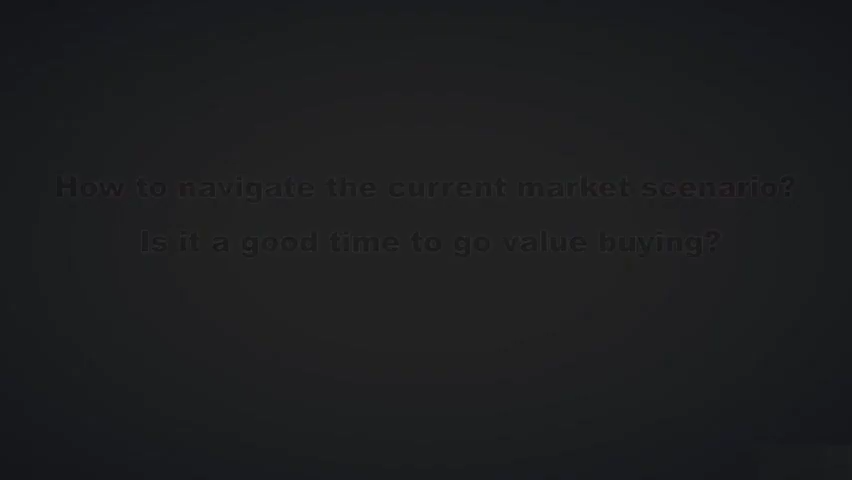 How to navigate the current market scenario?
Is it a good time to go value buying?